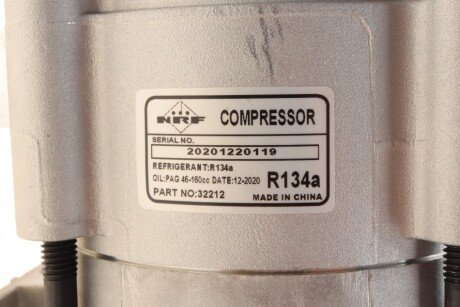 NRF COMPRESSOR
SERIAL NO.
20201220119
REFRIGERANT:R134a
OIL:PAG 46-160cc DATE:12-2020 R134a
PART NO:32212 MADE IN CHINA